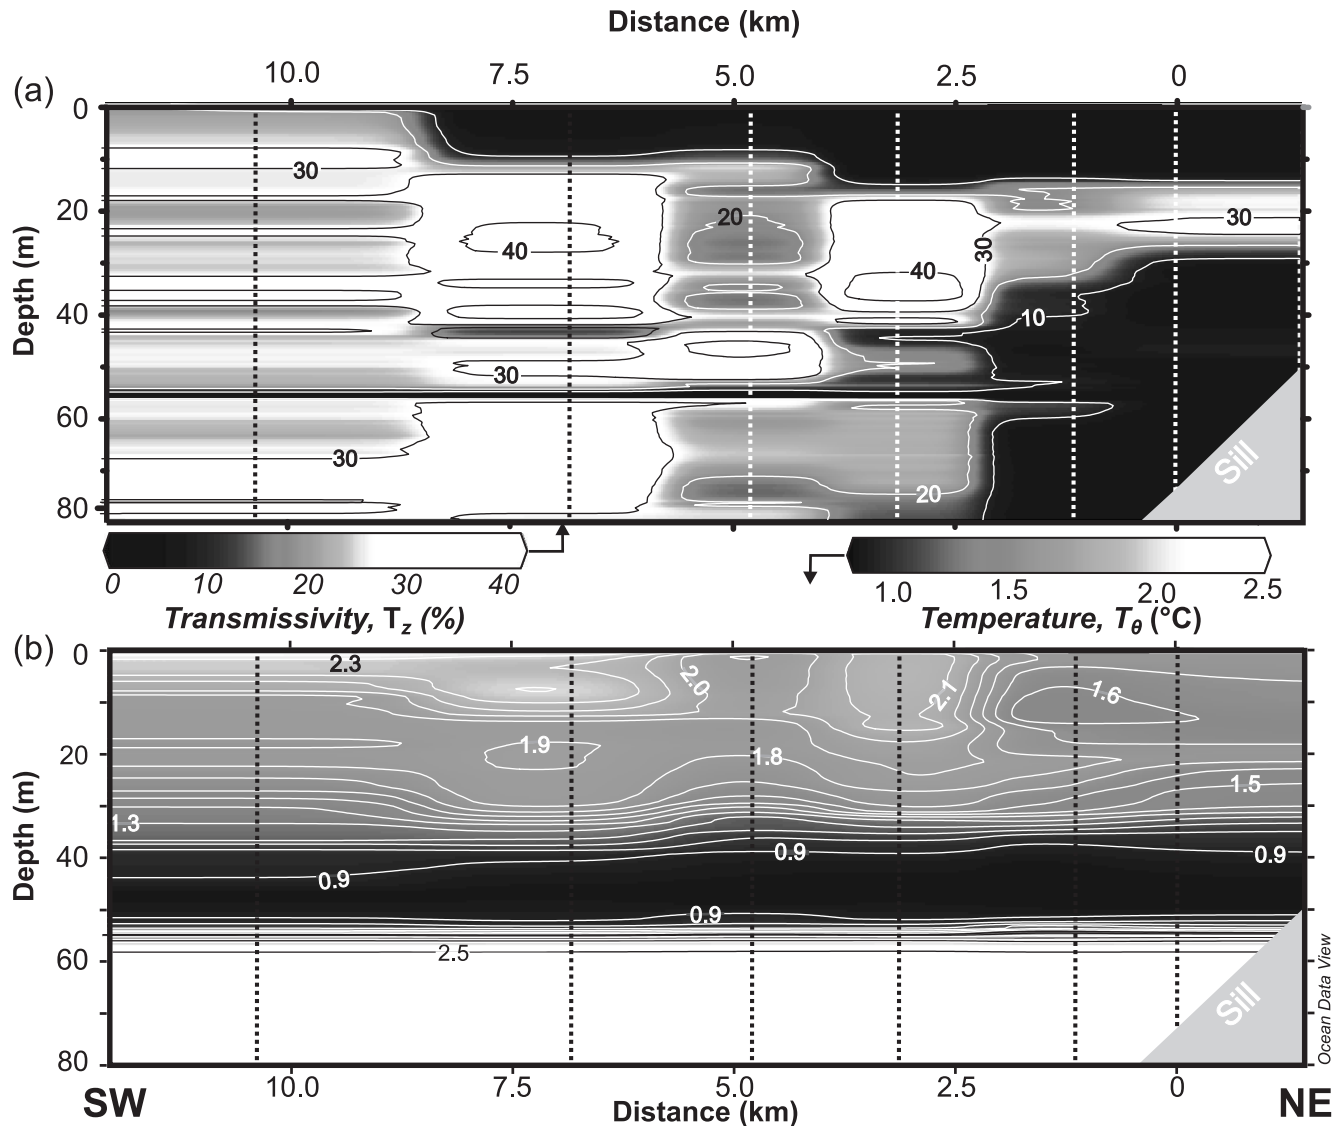 Distance (km)
10.0 7.5 5.0 2.5 0
(a)
0
20
40
60
80
Depth (m)
30
20
30
40
30
40
10
30
30
20
Sill
0 10 20 30 40
1.0 1.5 2.0 2.5
Transmissivity, Tz (%)
Temperature, Tθ (°C)
(b)
0
20
40
60
80
Depth (m)
2.3
2.0
2.1
1.6
1.9
1.8
1.5
1.3
0.9
0.9
0.9
0.9
2.5
Sill
Ocean Data View
10.0 7.5 5.0 2.5 0
SW Distance (km) NE